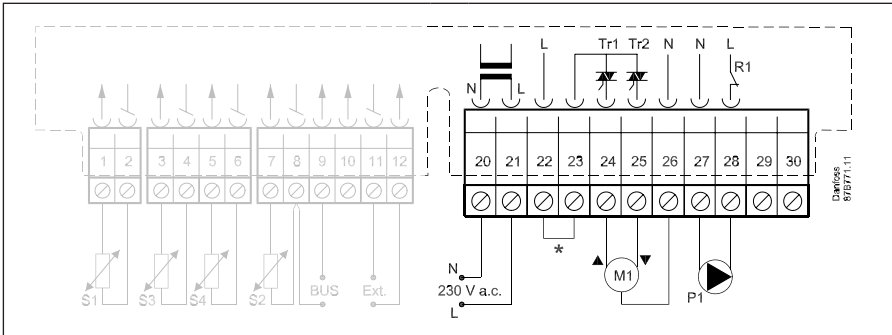 L Tr1 Tr2 N N L
R1
N L
1 2 3 4 5 6 7 8 9 10 11 12 20 21 22 23 24 25 26 27 28 29 30
*
S1 S3 S4 S2 BUS Ext.
N
230 V a.c.
L
M1
P1
Danfoss
87B771.11